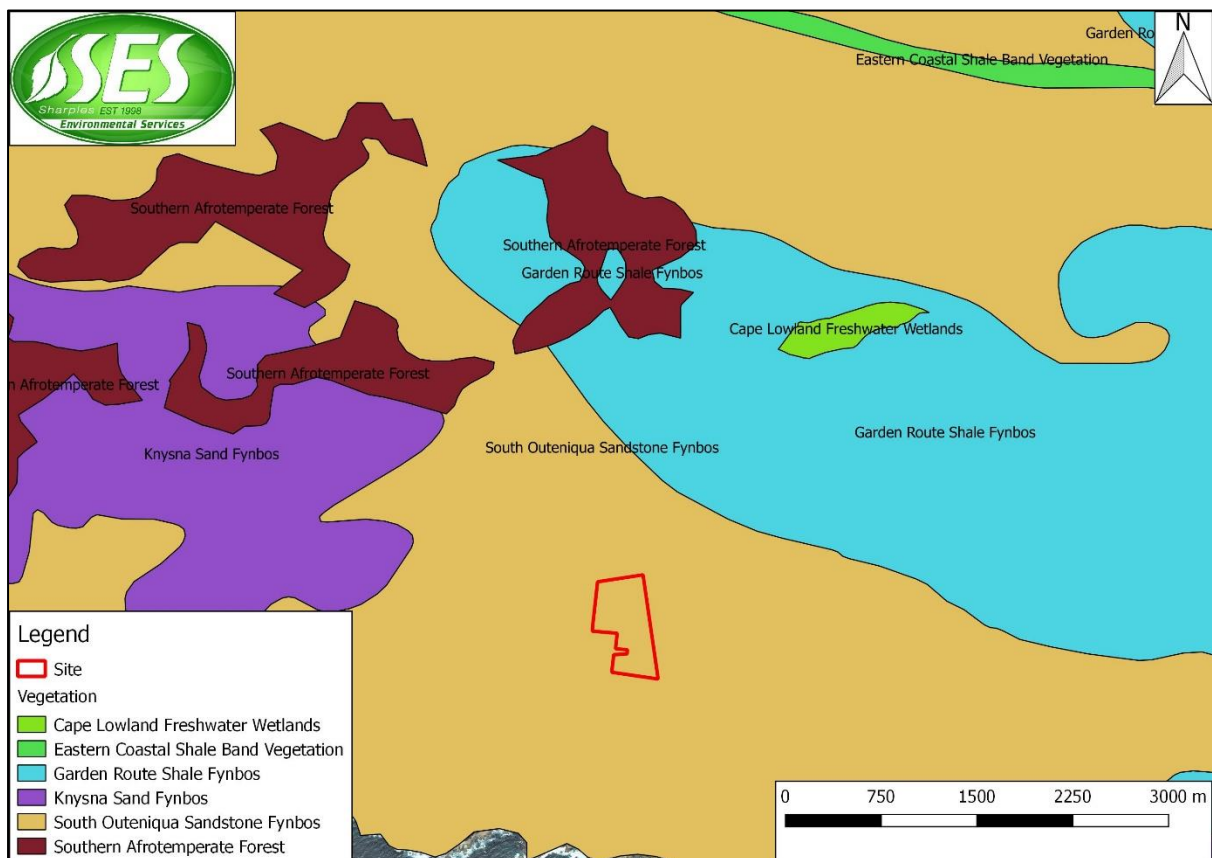 SES
Sharples EST 1998
Environmental Services
Garden Ro
N
Eastern Coastal Shale Band Vegetation
Southern Afrotemperate Forest
Southern Afrotemperate Forest
Garden Route Shale Fynbos
Cape Lowland Freshwater Wetlands
n Afrotemperate Forest
Southern Afrotemperate Forest
Garden Route Shale Fynbos
Knysna Sand Fynbos
South Outeniqua Sandstone Fynbos
Legend
Site
Vegetation
Cape Lowland Freshwater Wetlands
Eastern Coastal Shale Band Vegetation
Garden Route Shale Fynbos
Knysna Sand Fynbos
South Outeniqua Sandstone Fynbos
Southern Afrotemperate Forest
0 750 1500 2250 3000 m